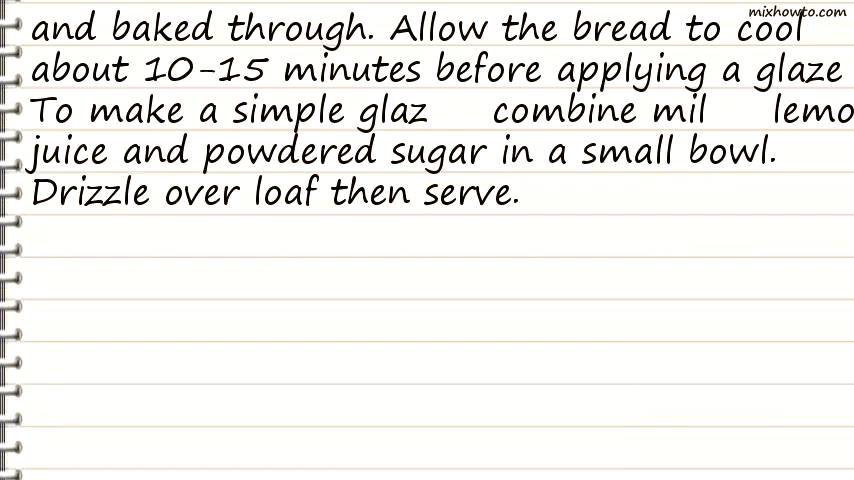 mixhowto.com
and baked through. Allow the bread to cool
about 10-15 minutes before applying a glaze
To make a simple glaz combine mil lemo
juice and powdered sugar in a small bowl.
Drizzle over loaf then serve.